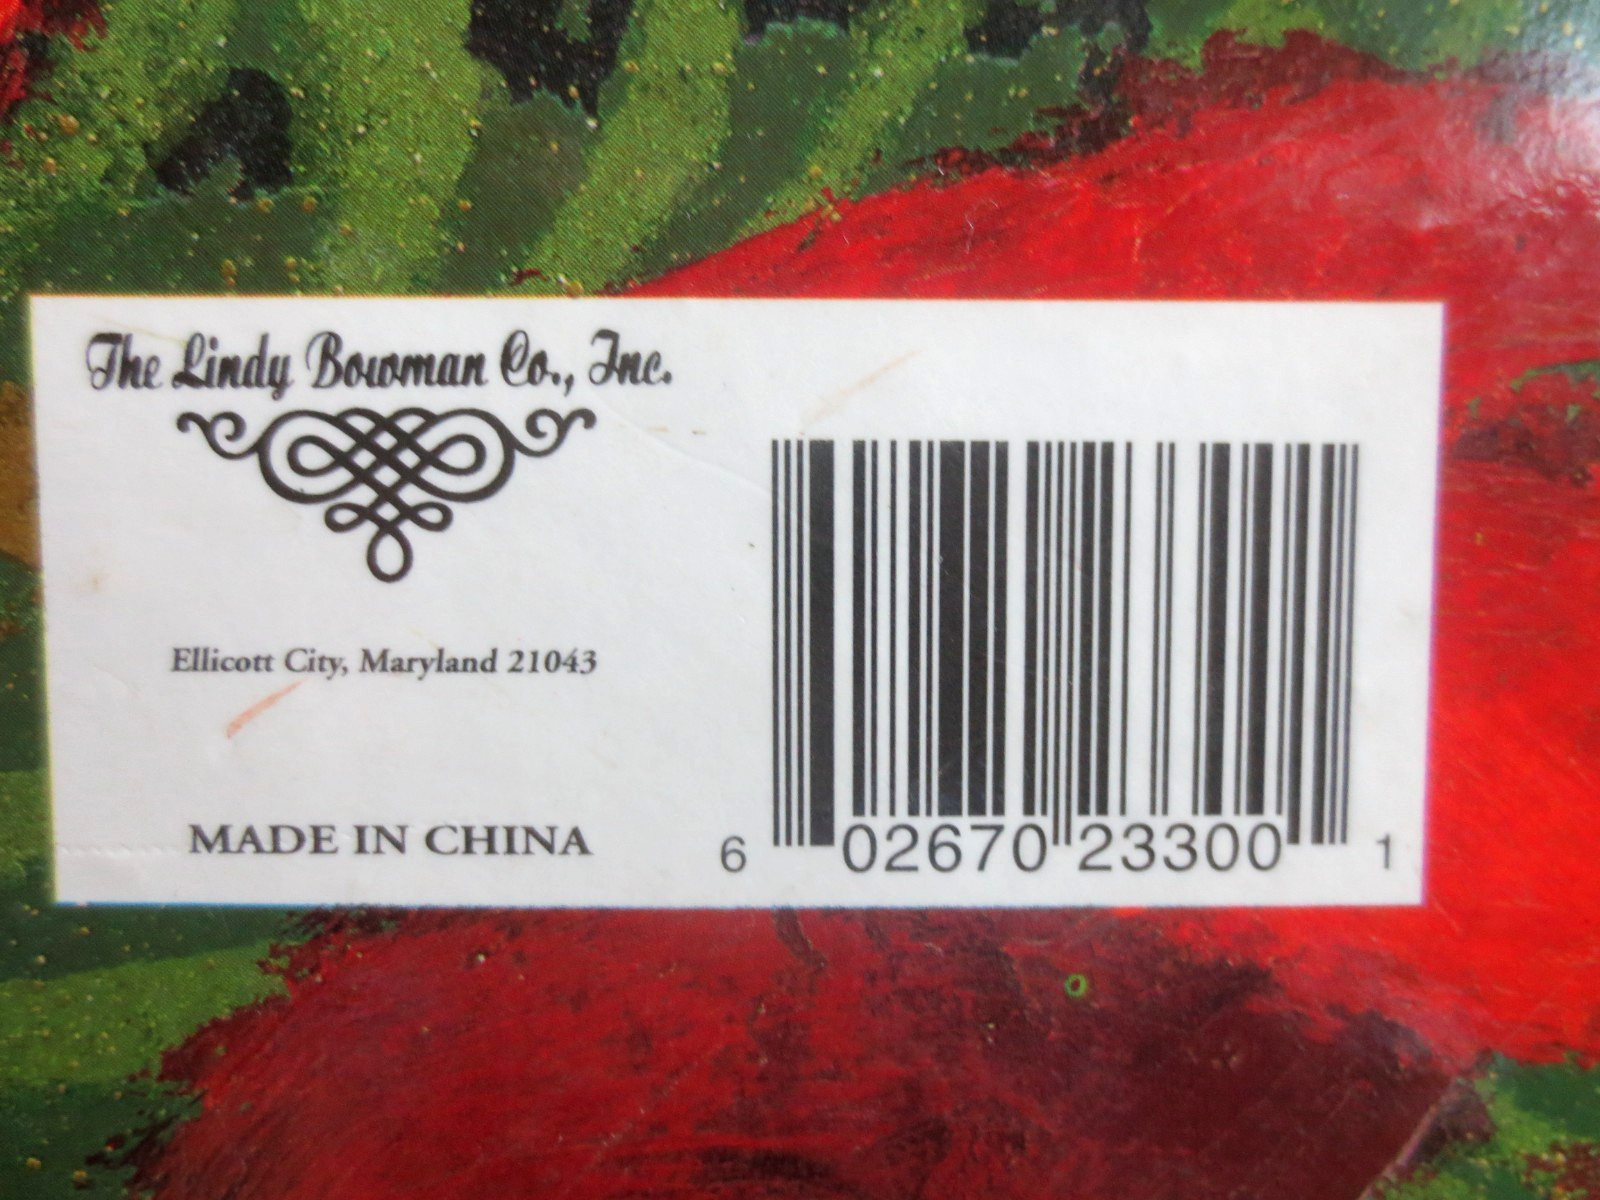 The Lindy Bowman Co., Inc.
Ellicott City, Maryland 21043
MADE IN CHINA
6 02670 23300 1